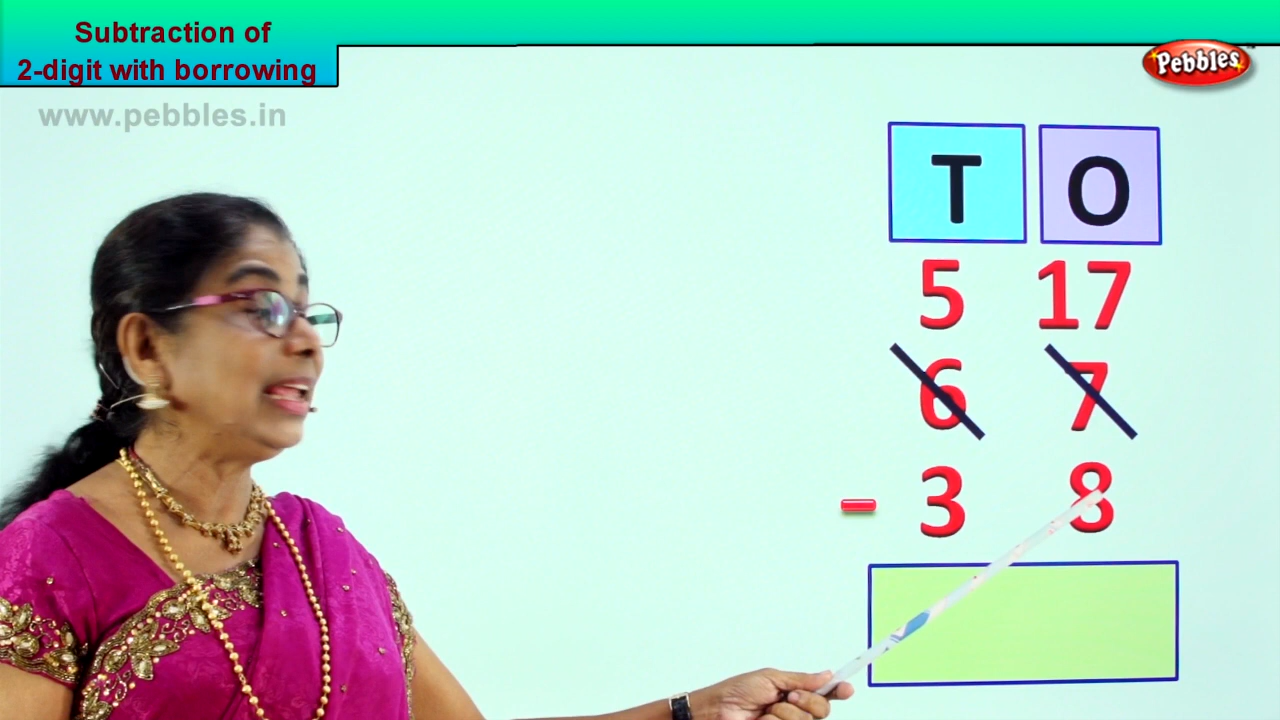 Subtraction of
2-digit with borrowing
Pebbles
www.pebbles.in
T O
5 17
6 7
- 3 8